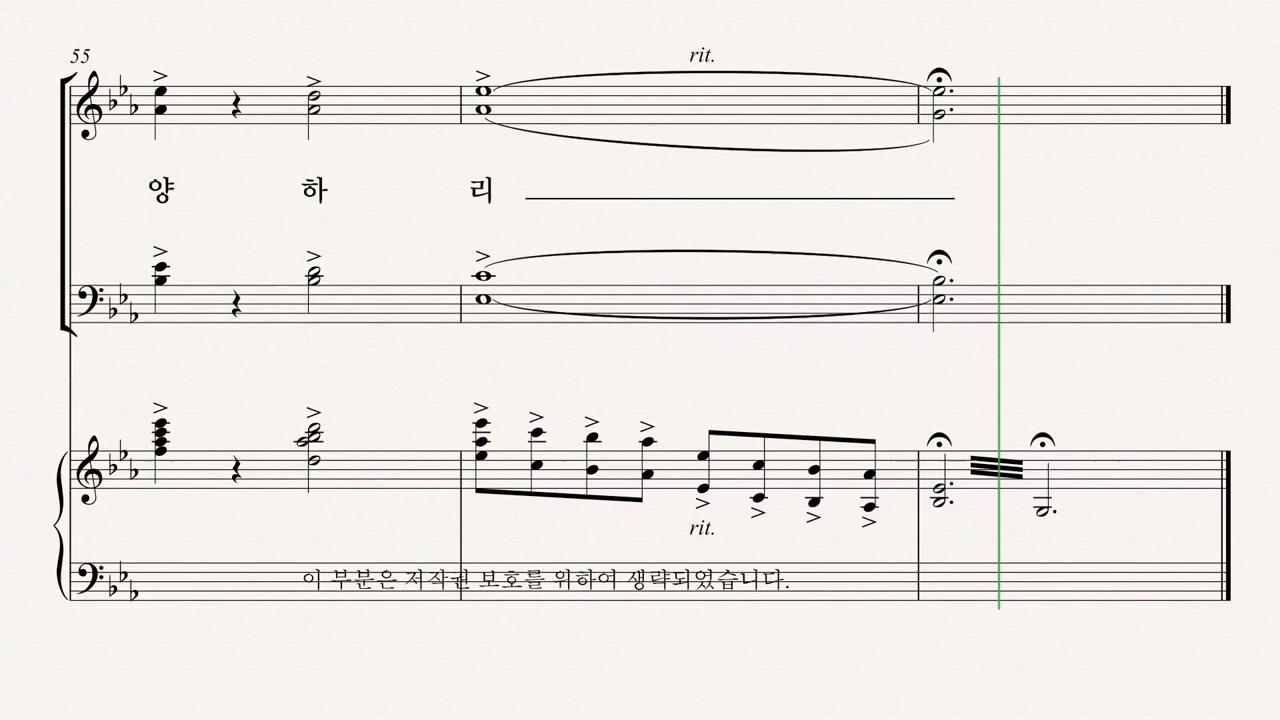 55
rit.
양 하 리
rit.
이 부분은 저작권 보호를 위하여 생략되었습니다.